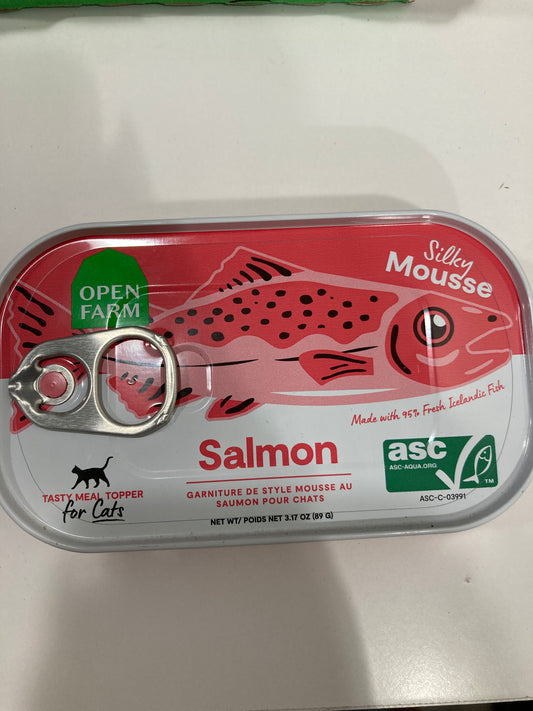 Silky
Mousse
OPEN
FARM
Made with 95% Fresh Icelandic Fish
Salmon
GARNITURE DE STYLE MOUSSE AU
SAUMON POUR CHATS
asc
ASC-AQUA.ORG
TM
ASC-C-03991
TASTY MEAL TOPPER
for Cats
NET WT/ POIDS NET 3.17 OZ (89 G)